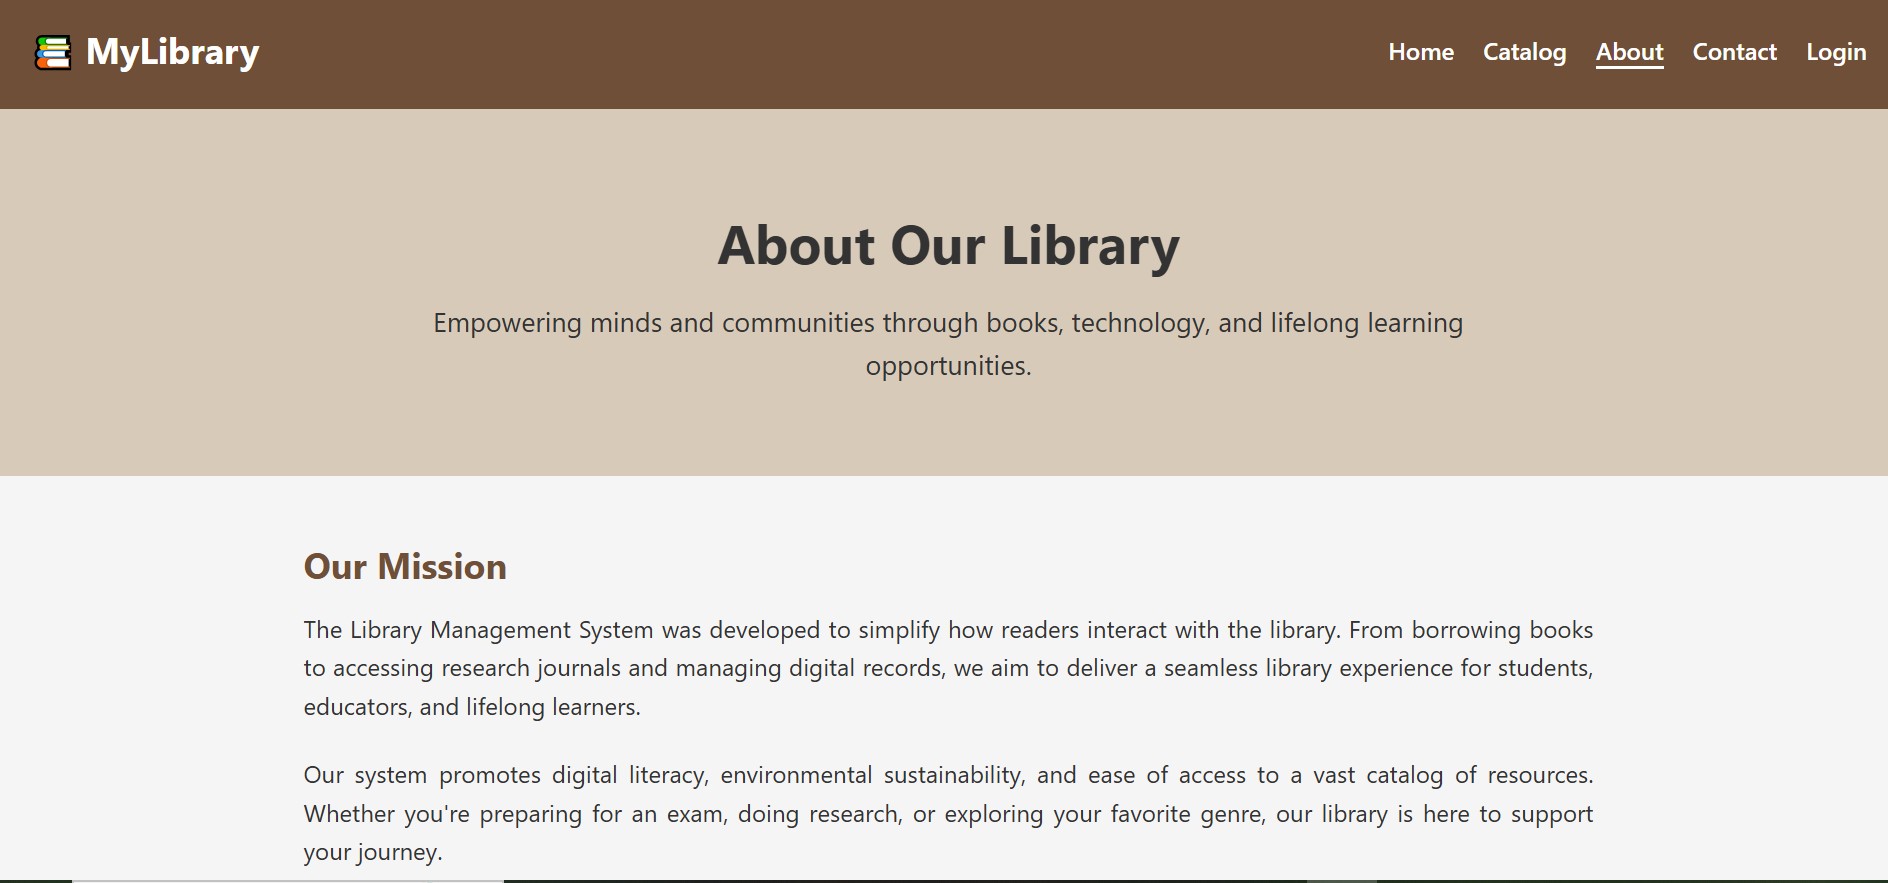 MyLibrary
Home Catalog About Contact Login
About Our Library
Empowering minds and communities through books, technology, and lifelong learning
opportunities.
Our Mission
The Library Management System was developed to simplify how readers interact with the library. From borrowing books
to accessing research journals and managing digital records, we aim to deliver a seamless library experience for students,
educators, and lifelong learners.
Our system promotes digital literacy, environmental sustainability, and ease of access to a vast catalog of resources.
Whether you're preparing for an exam, doing research, or exploring your favorite genre, our library is here to support
your journey.